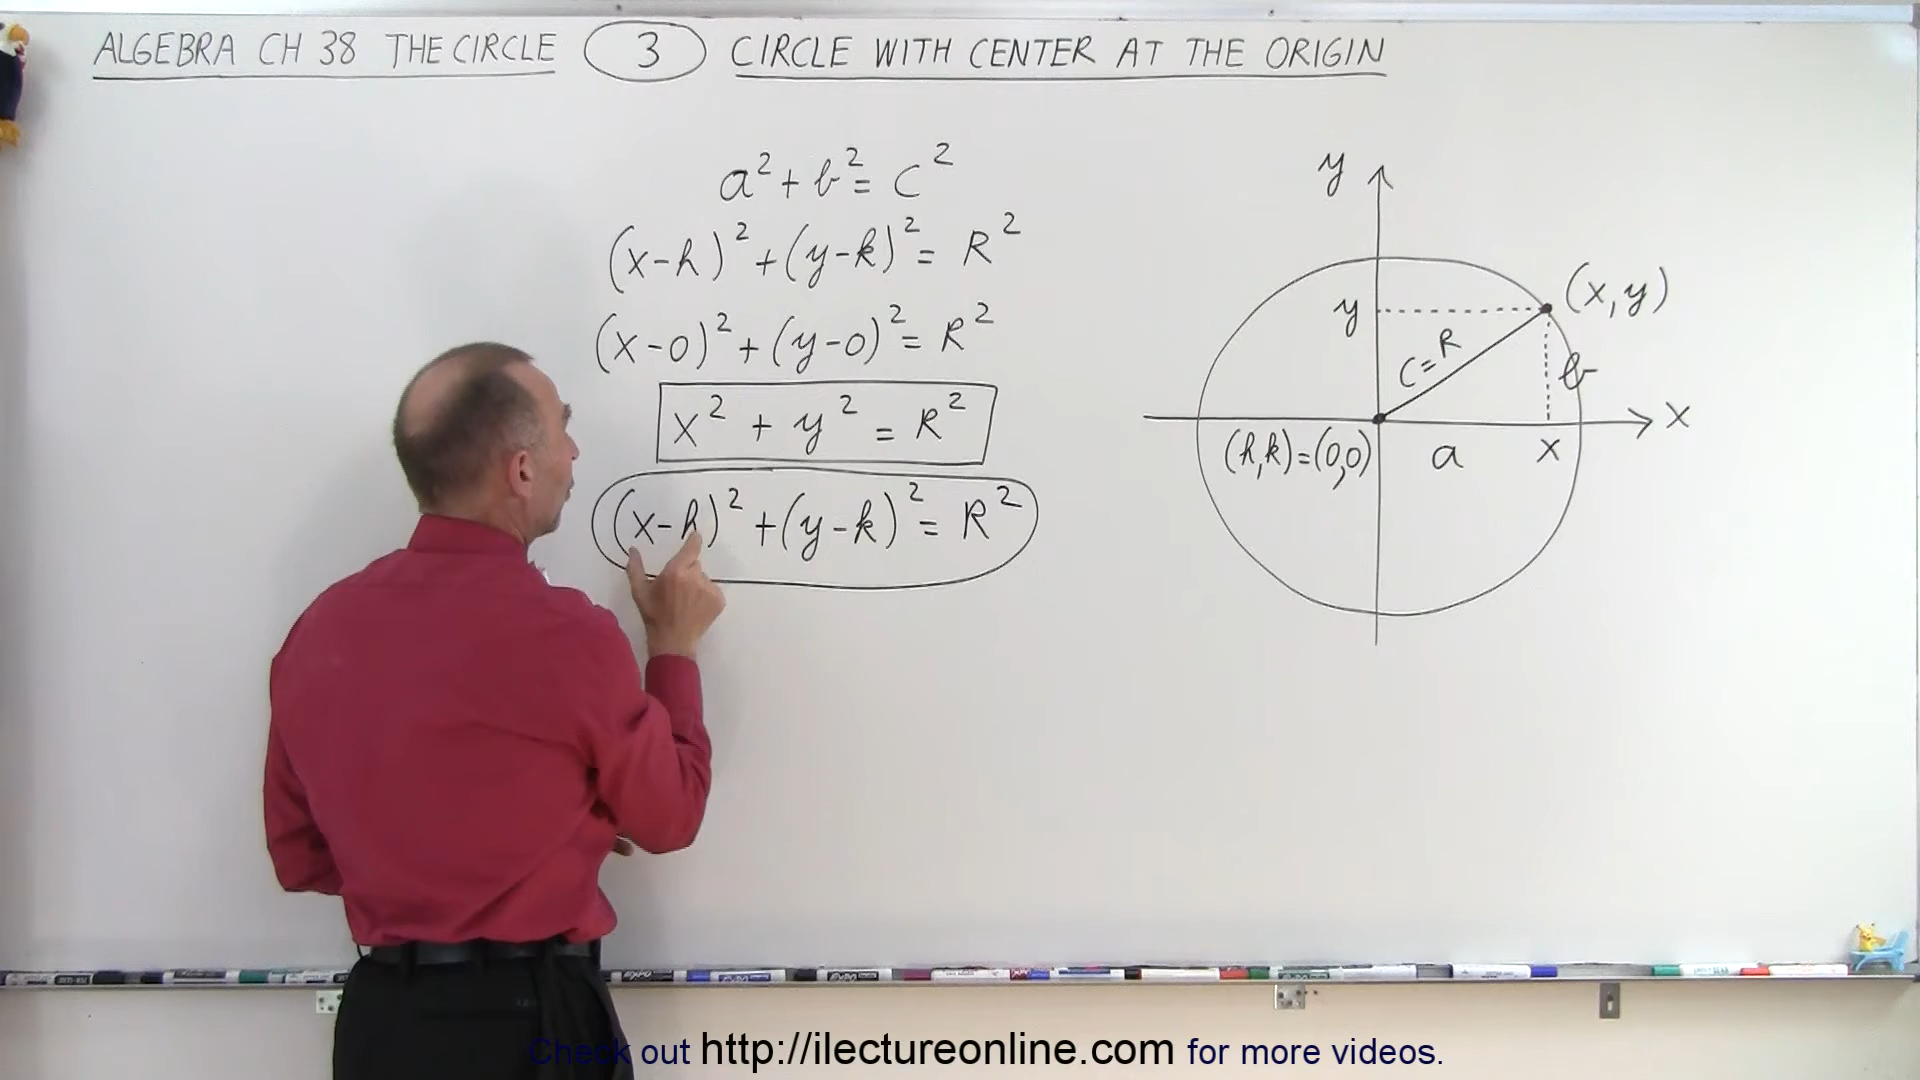 ALGEBRA CH 38 THE CIRCLE 3 CIRCLE WITH CENTER AT THE ORIGIN
a² + b² = c²
(x-h)² + (y-k)² = R²
(x-0)² + (y-0)² = R²
x² + y² = R²
(x-h)² + (y-k)² = R²
y
(x, y)
y
C = R
b
x
(h,k)=(0,0)
a
x
EXPO
Check out http://ilectureonline.com for more videos.